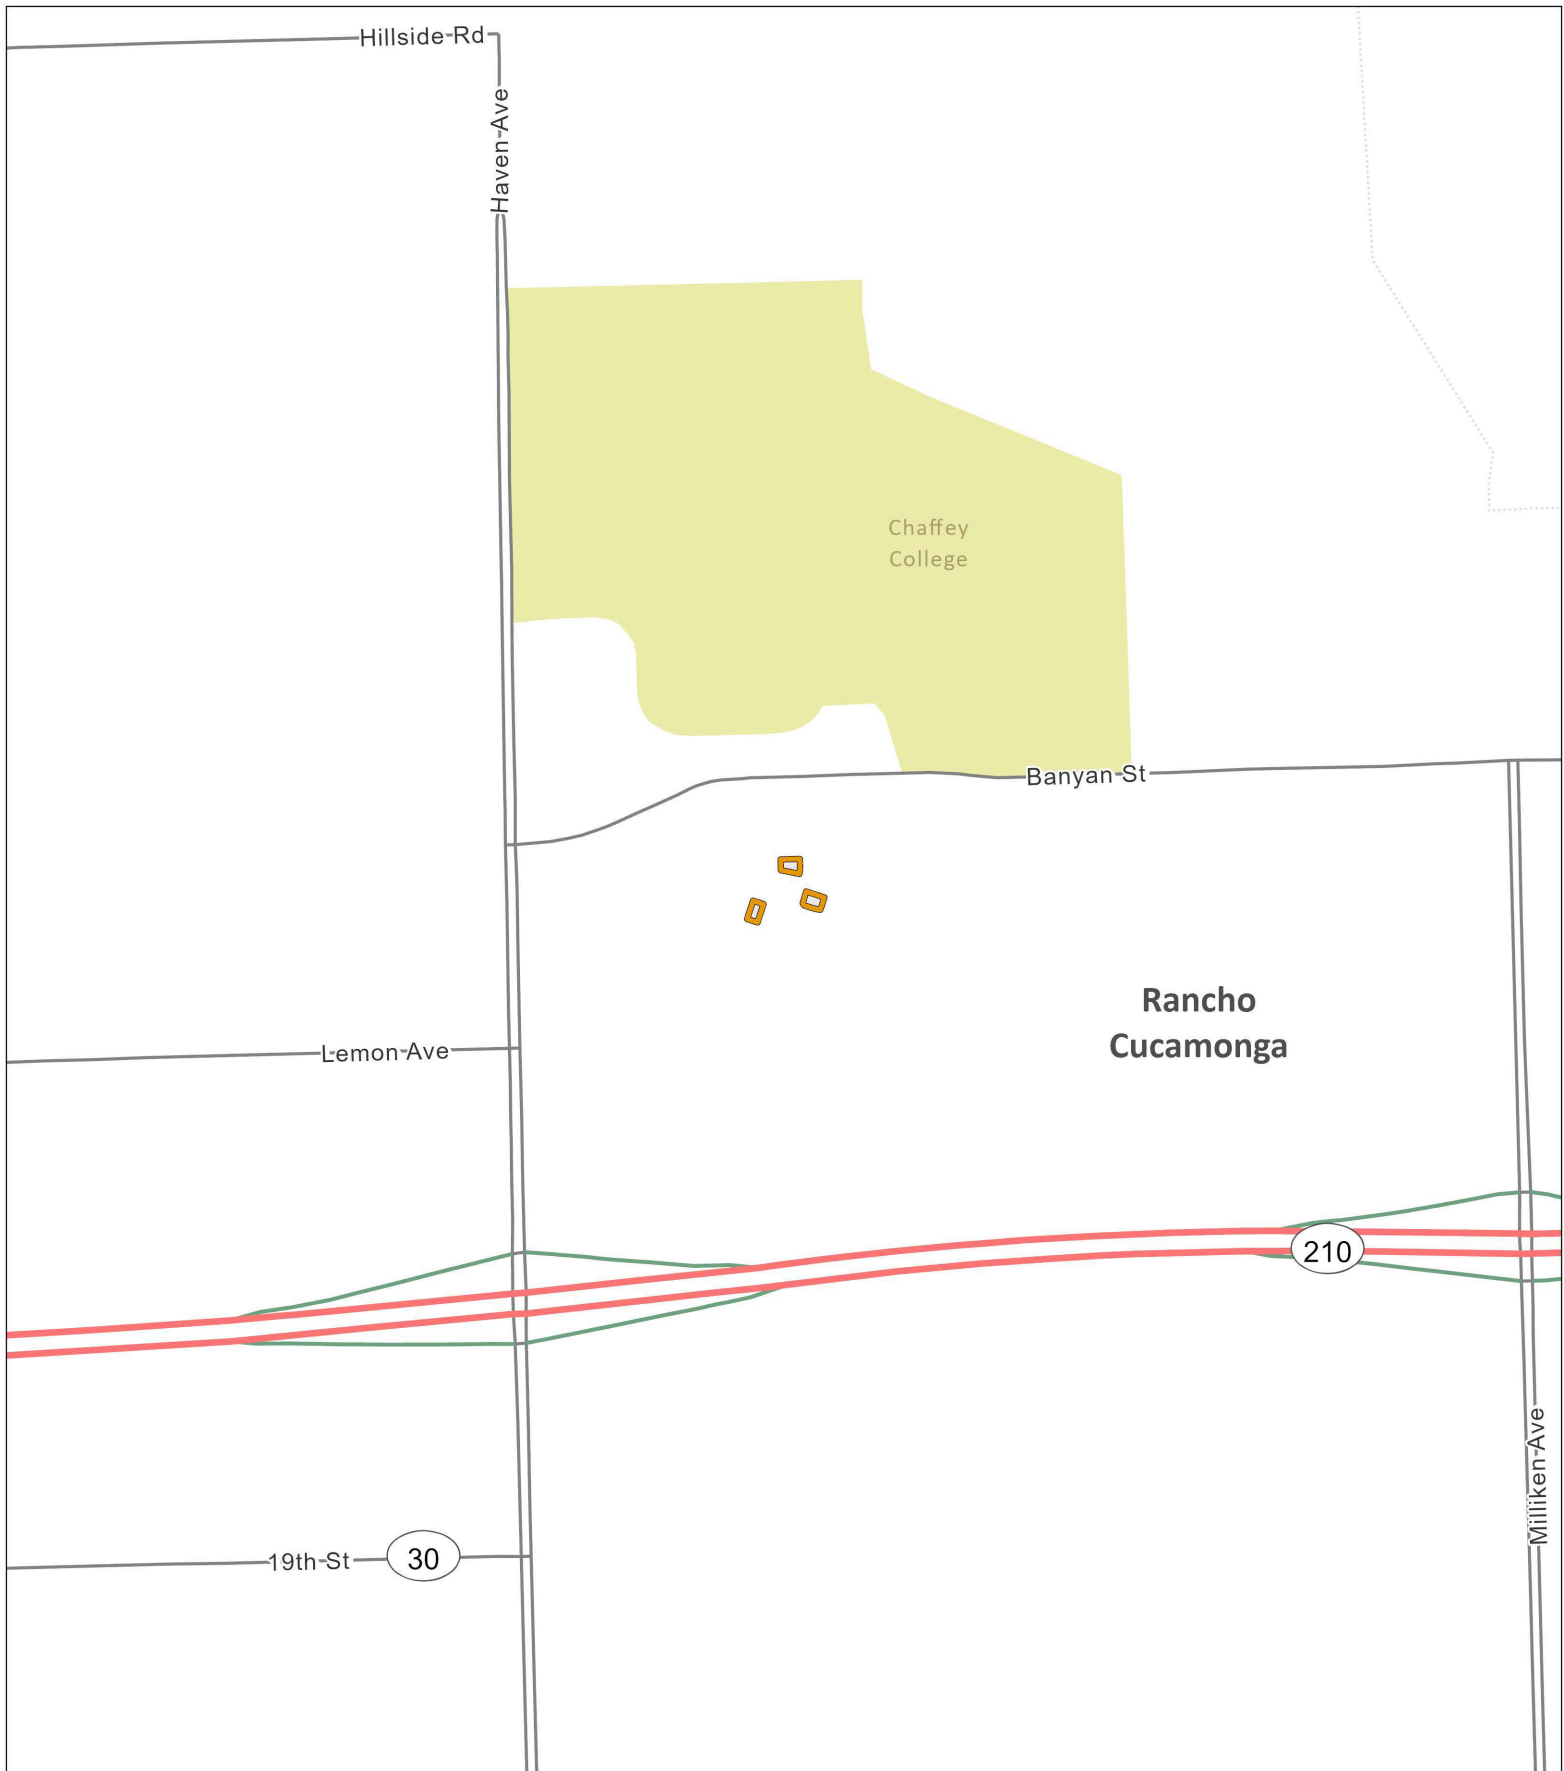 Hillside Rd
Haven Ave
Chaffey
College
Banyan St
Rancho
Cucamonga
Lemon Ave
210
Milliken Ave
19th St
30